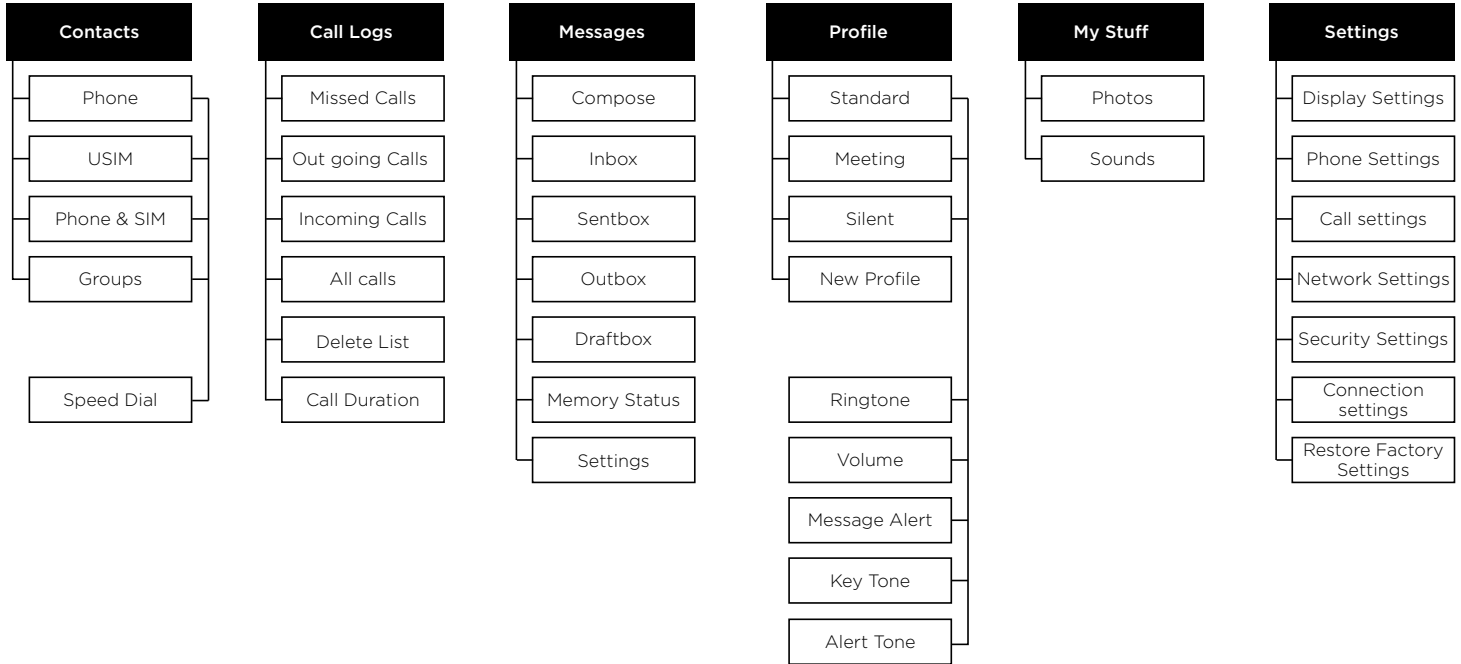 Contacts
Phone
USIM
Phone & SIM
Groups
Speed Dial
Call Logs
Missed Calls
Out going Calls
Incoming Calls
All calls
Delete List
Call Duration
Messages
Compose
Inbox
Sentbox
Outbox
Draftbox
Memory Status
Settings
Profile
Standard
Meeting
Silent
New Profile
Ringtone
Volume
Message Alert
Key Tone
Alert Tone
My Stuff
Photos
Sounds
Settings
Display Settings
Phone Settings
Call settings
Network Settings
Security Settings
Connection
settings
Restore Factory
Settings